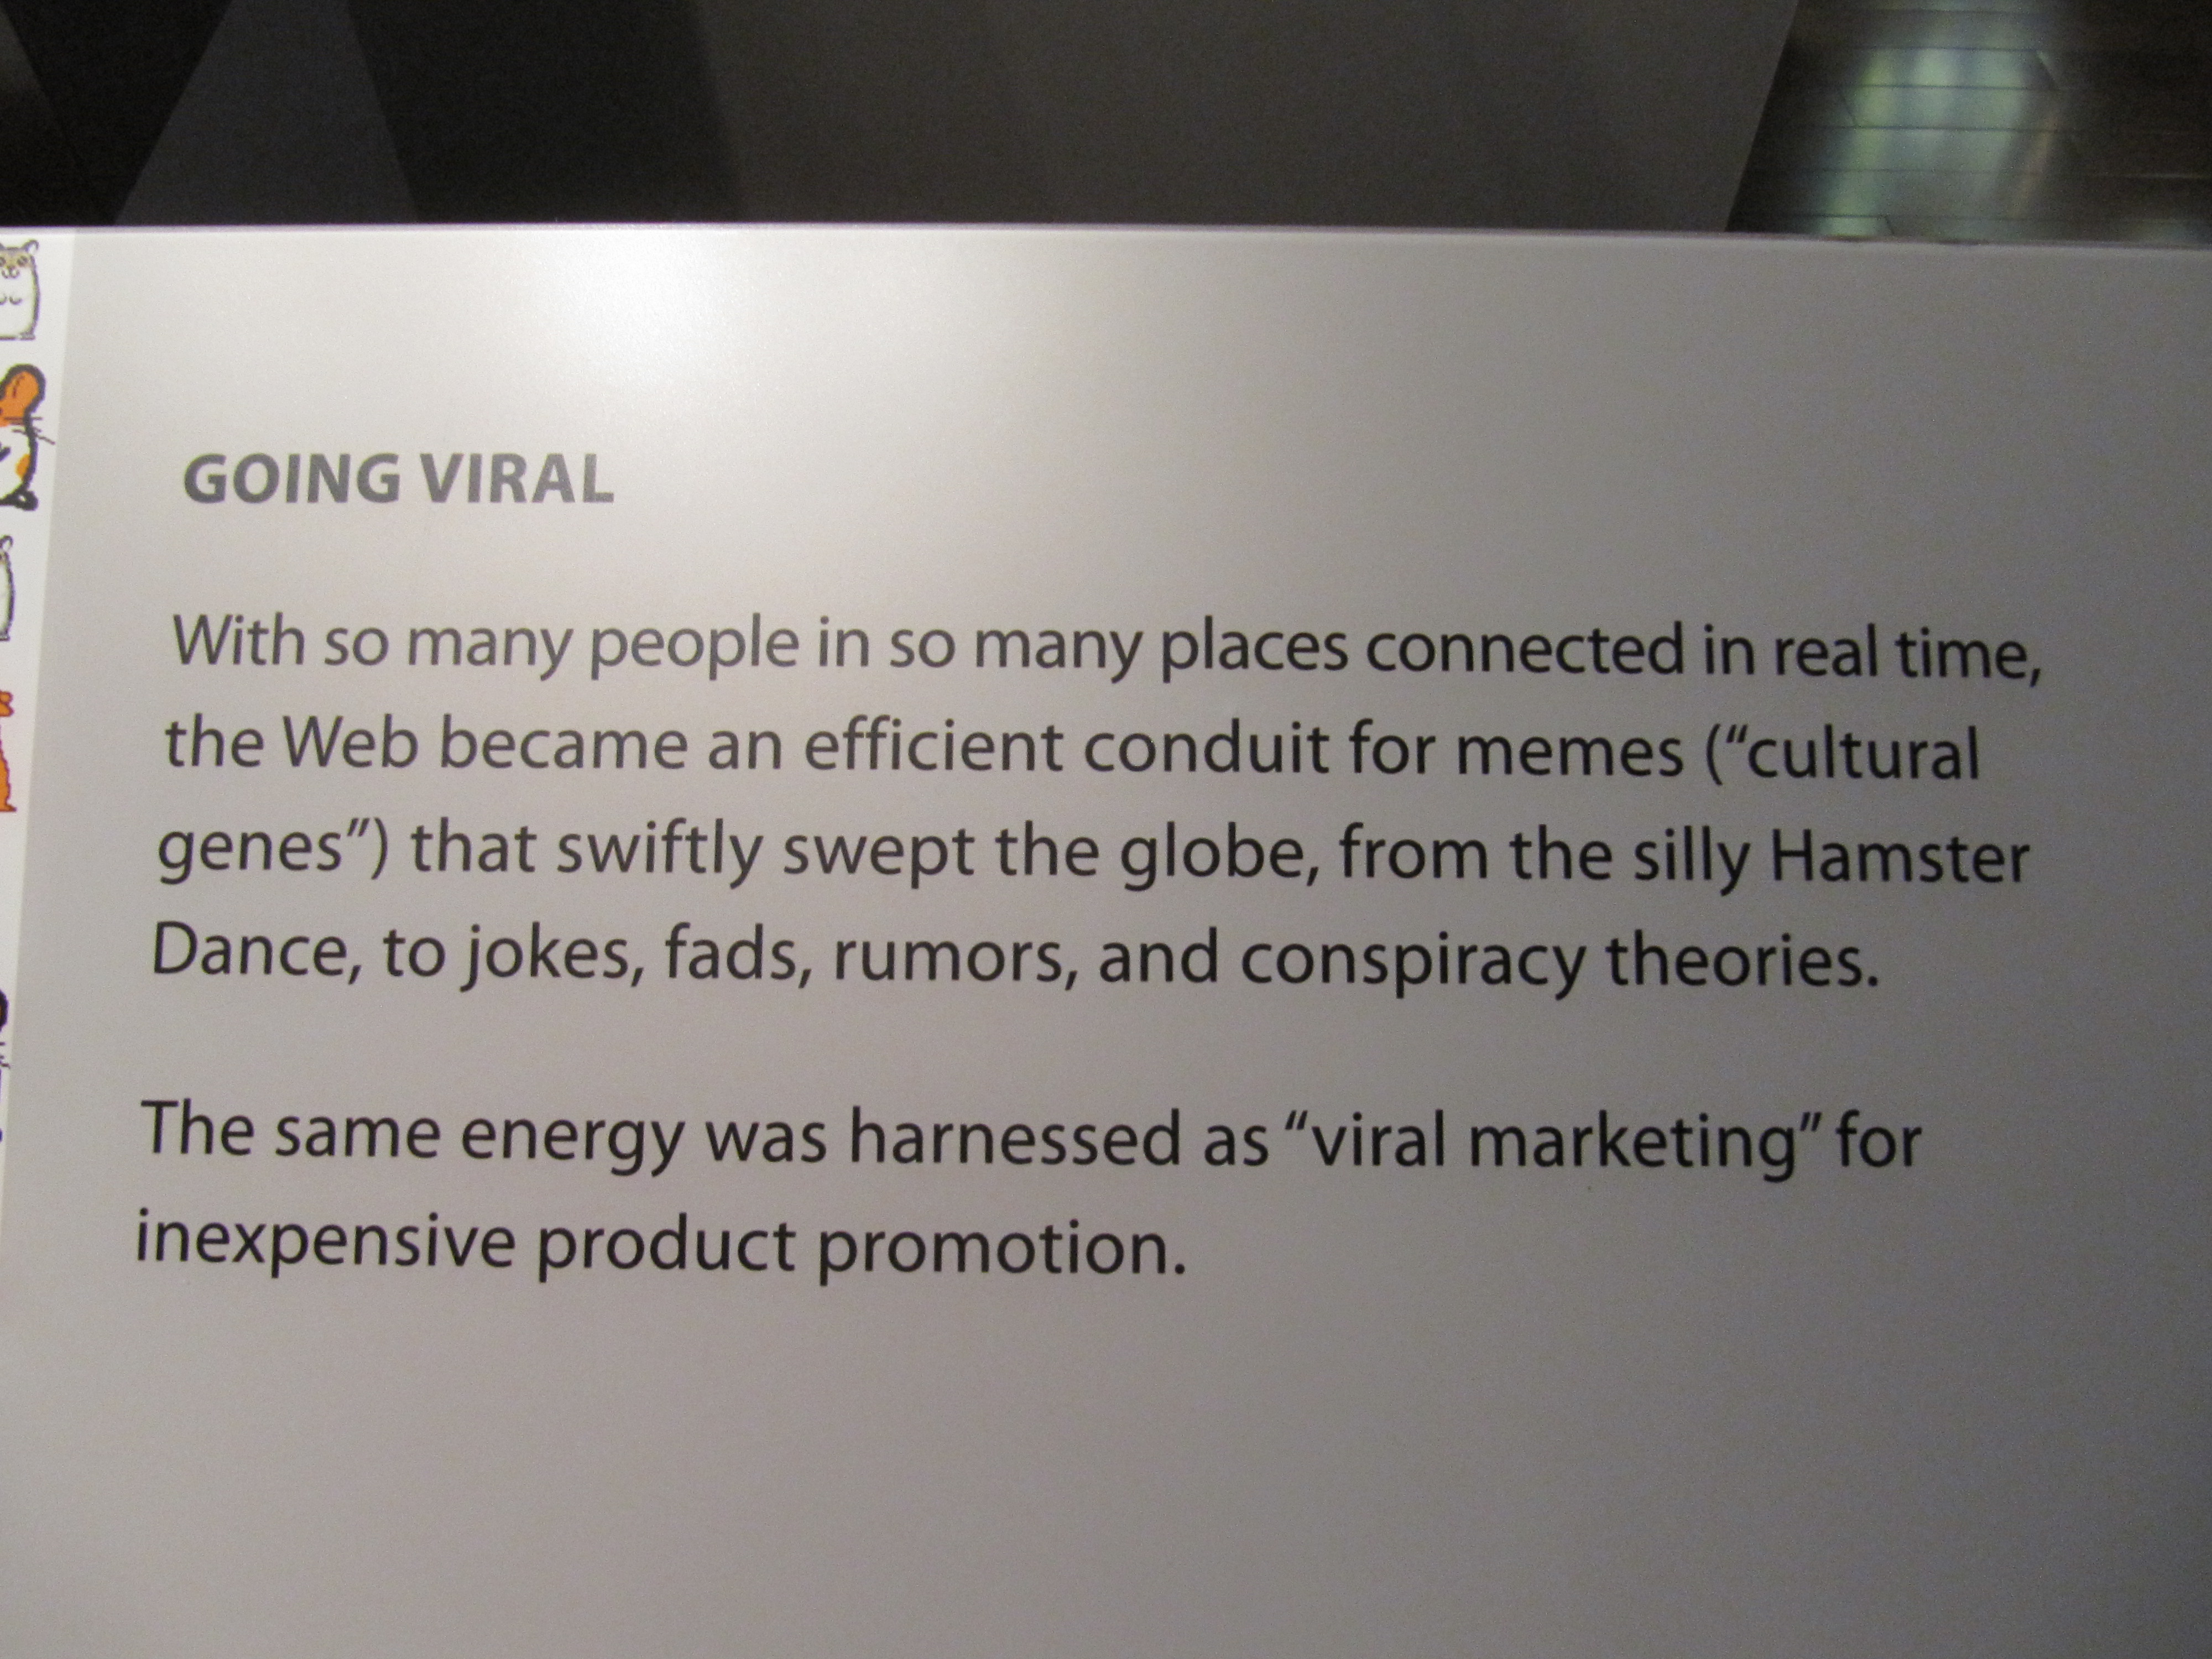 GOING VIRAL
With so many people in so many places connected in real time,
the Web became an efficient conduit for memes (“cultural
genes”) that swiftly swept the globe, from the silly Hamster
Dance, to jokes, fads, rumors, and conspiracy theories.
The same energy was harnessed as “viral marketing” for
inexpensive product promotion.